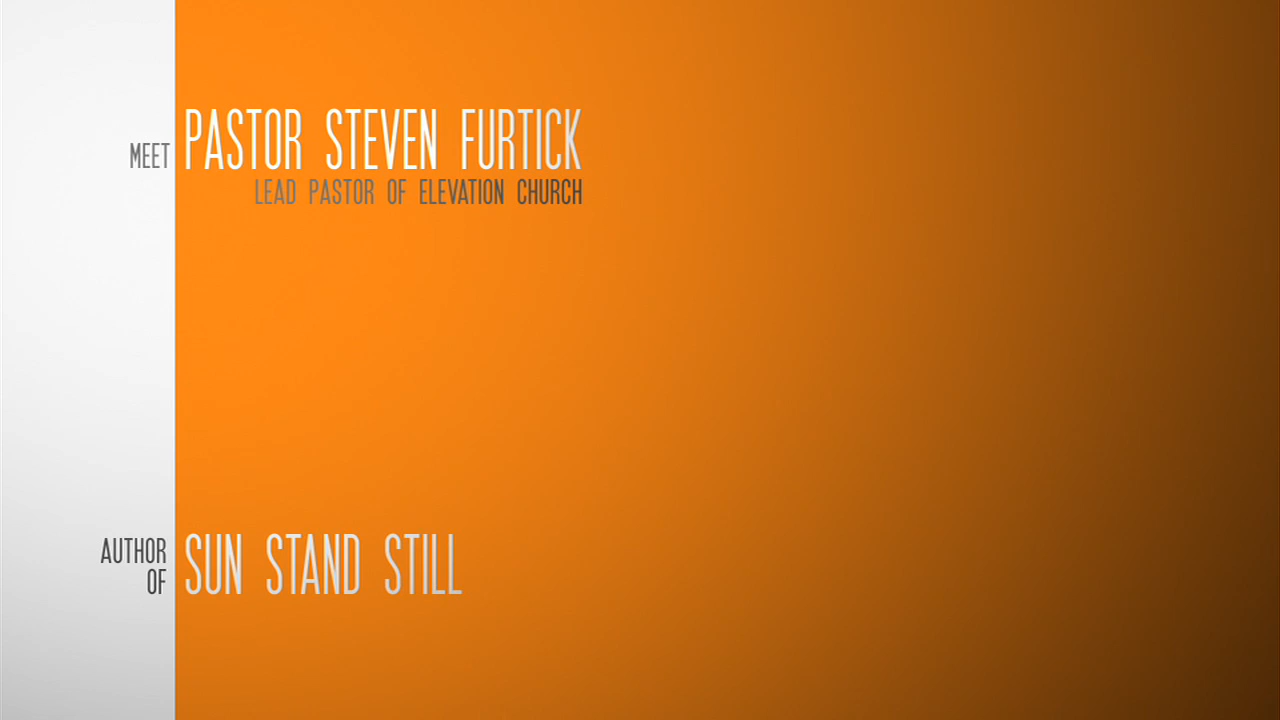 MEET PASTOR STEVEN FURTICK
LEAD PASTOR OF ELEVATION CHURCH
AUTHOR
OF
SUN STAND STILL